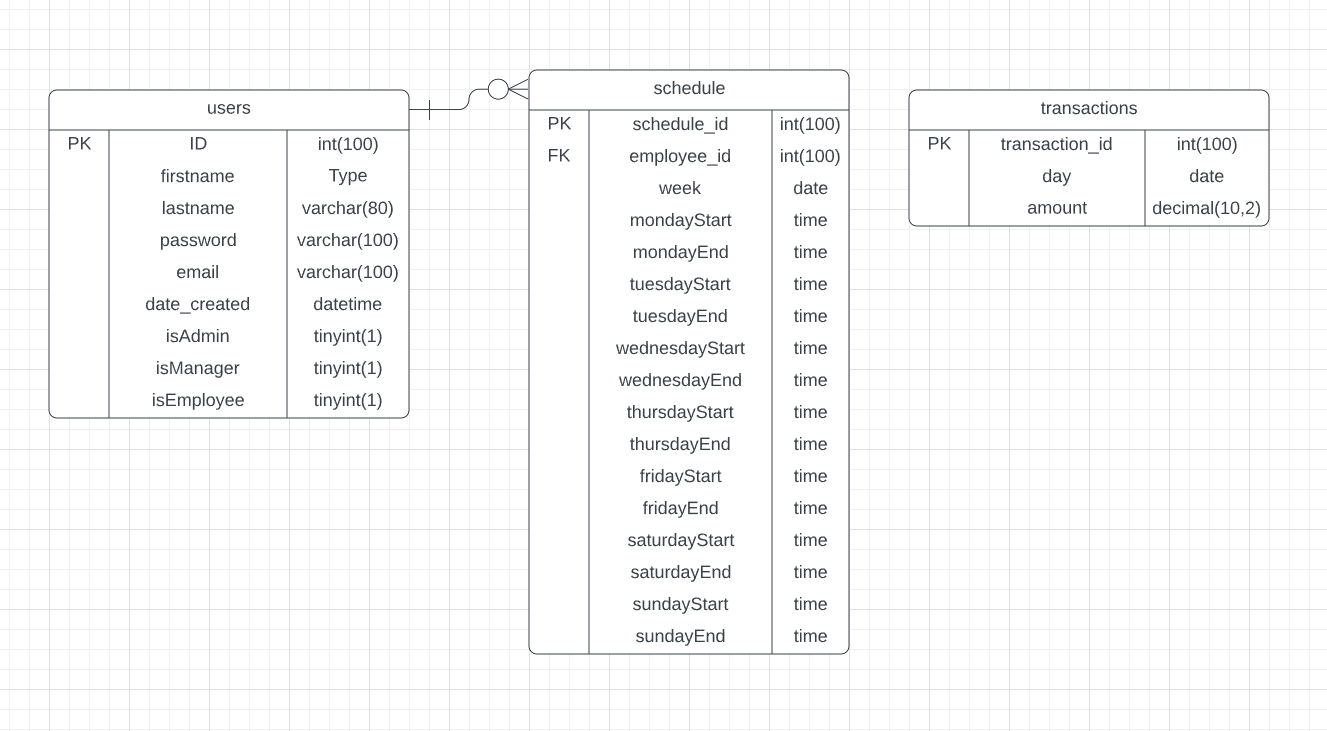 users
PK ID int(100)
firstname Type
lastname varchar(80)
password varchar(100)
email varchar(100)
date_created datetime
isAdmin tinyint(1)
isManager tinyint(1)
isEmployee tinyint(1)
schedule
PK schedule_id int(100)
FK employee_id int(100)
week date
mondayStart time
mondayEnd time
tuesdayStart time
tuesdayEnd time
wednesdayStart time
wednesdayEnd time
thursdayStart time
thursdayEnd time
fridayStart time
fridayEnd time
saturdayStart time
saturdayEnd time
sundayStart time
sundayEnd time
transactions
PK transaction_id int(100)
day date
amount decimal(10,2)